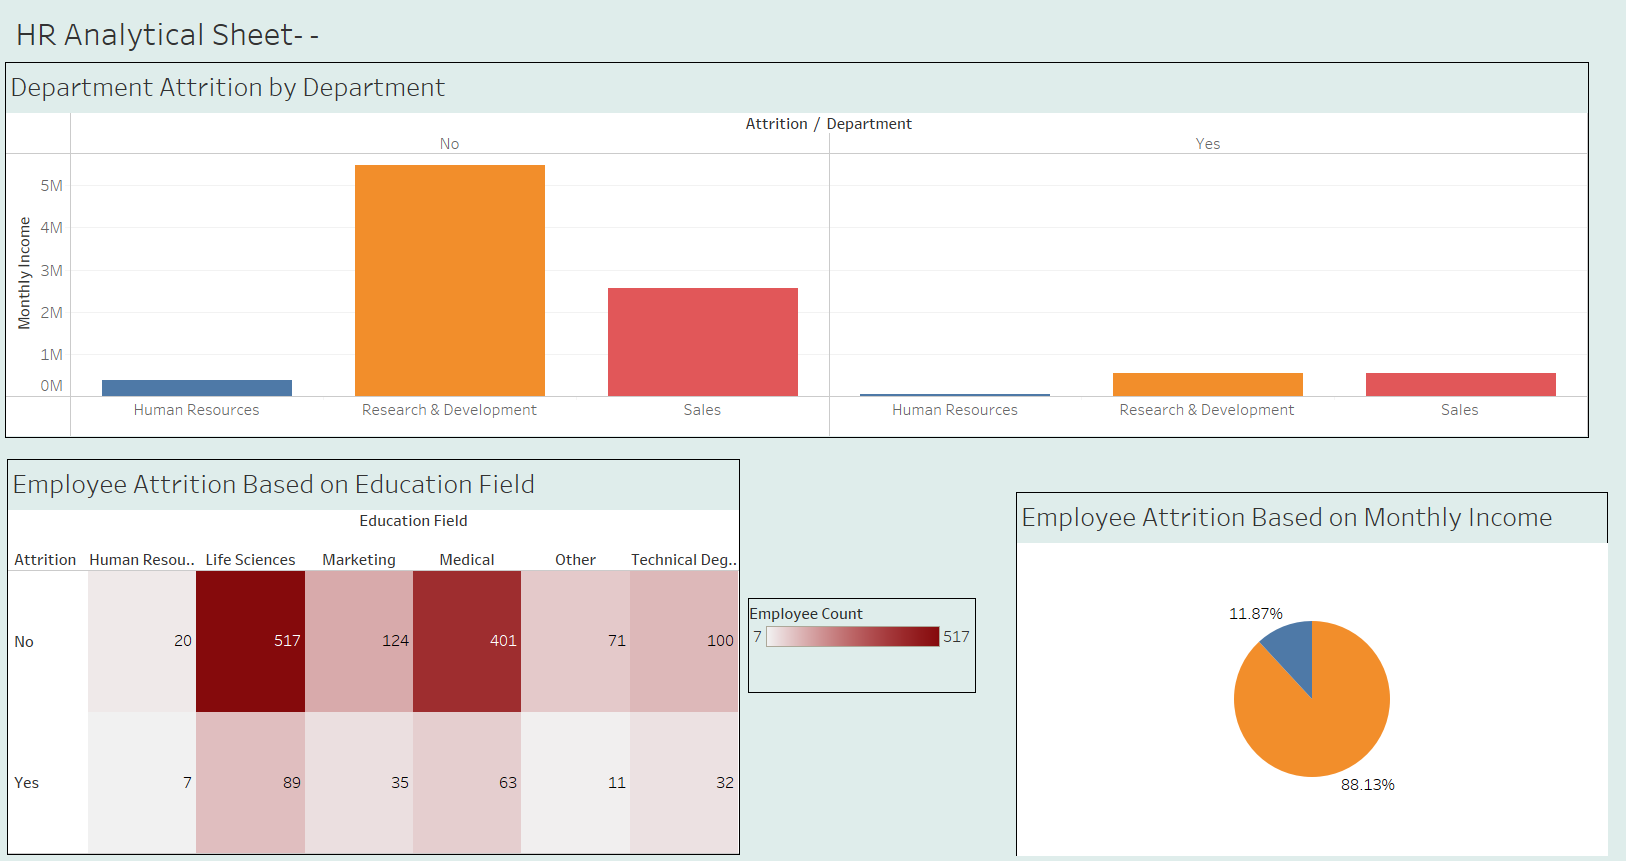 HR Analytical Sheet- -
Department Attrition by Department
Attrition / Department
No Yes
Monthly Income
5M
4M
3M
2M
1M
0M
Human Resources Research & Development Sales Human Resources Research & Development Sales
Employee Attrition Based on Education Field
Education Field
Attrition Human Resou.. Life Sciences Marketing Medical Other Technical Deg..
No 20 517 124 401 71 100
Yes 7 89 35 63 11 32
Employee Count
7 517
Employee Attrition Based on Monthly Income
11.87%
88.13%